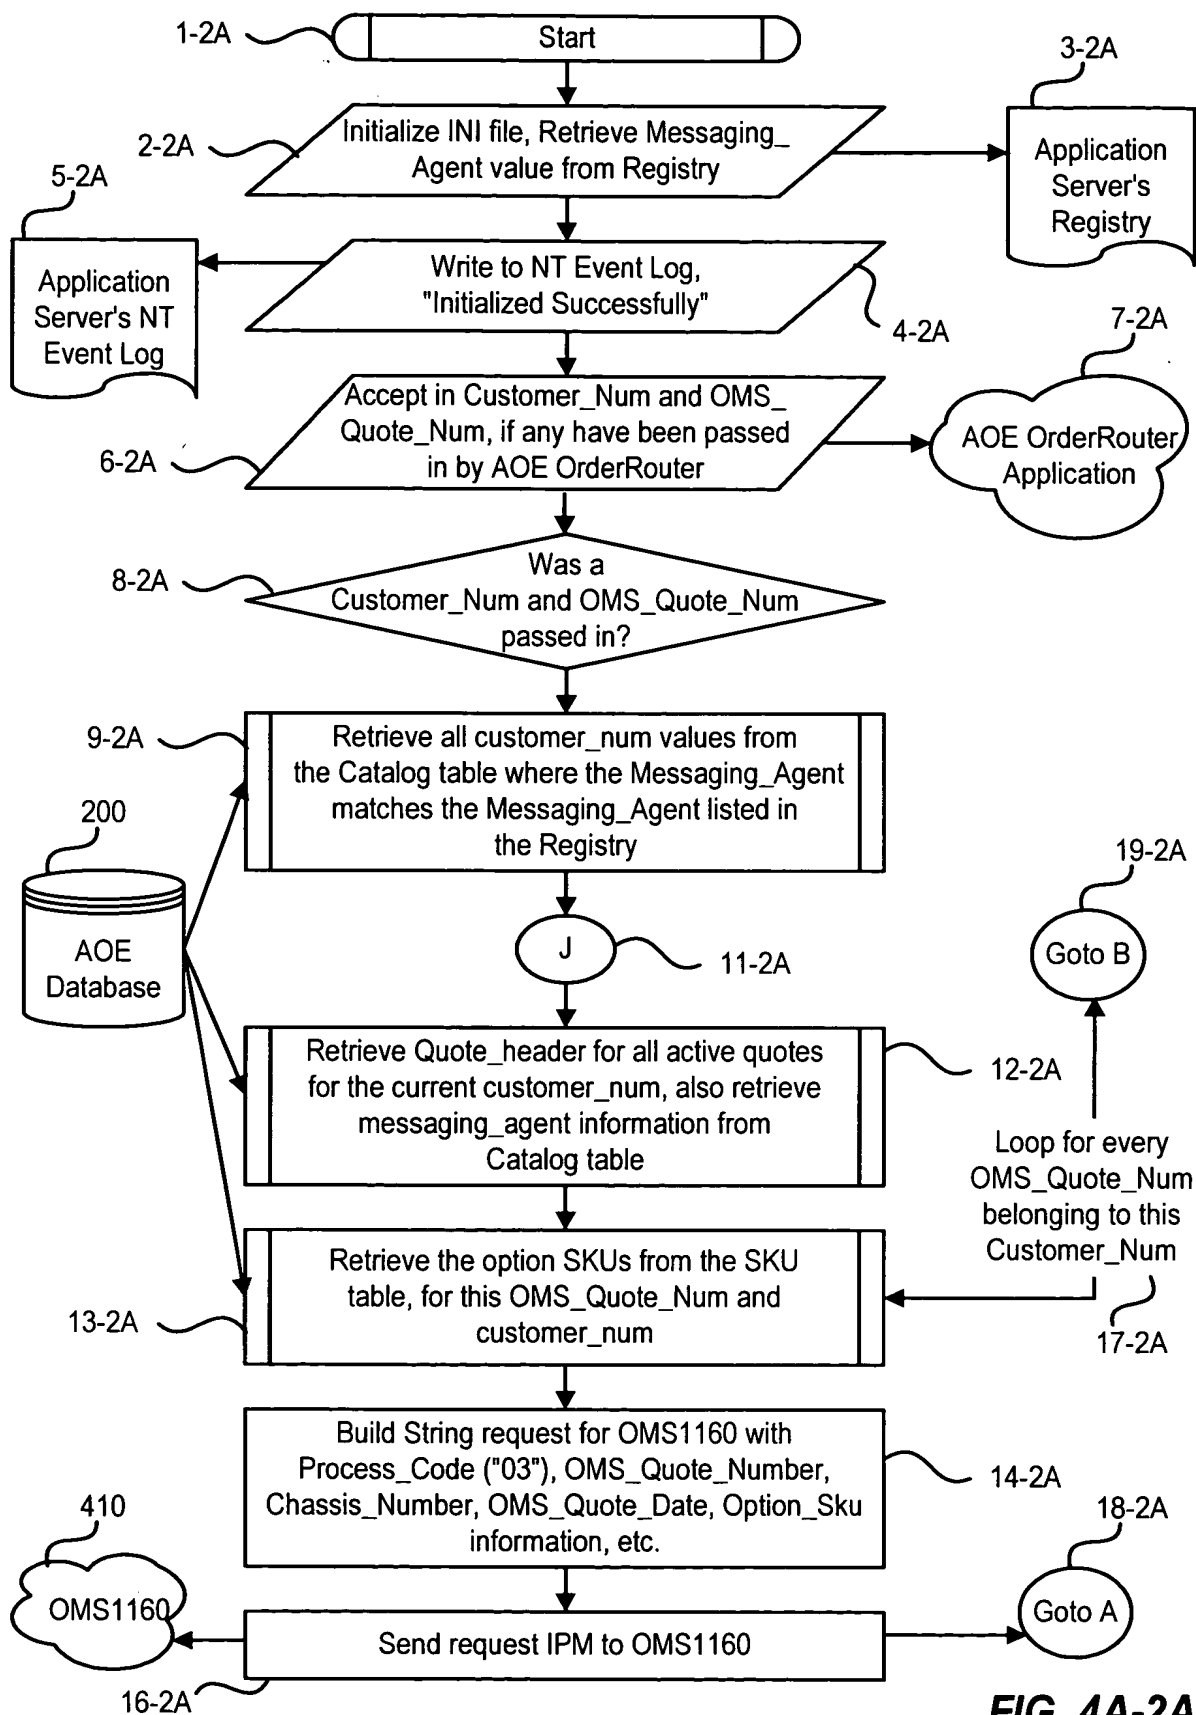 1-2A
Start
3-2A
2-2A
Initialize INI file, Retrieve Messaging_
Agent value from Registry
Application
Server's
Registry
5-2A
Application
Server's NT
Event Log
Write to NT Event Log,
"Initialized Successfully"
4-2A
7-2A
Accept in Customer_Num and OMS_
Quote_Num, if any have been passed
in by AOE OrderRouter
6-2A
AOE OrderRouter
Application
8-2A
Was a
Customer_Num and OMS_Quote_Num
passed in?
9-2A
Retrieve all customer_num values from
the Catalog table where the Messaging_Agent
matches the Messaging_Agent listed in
the Registry
200
AOE
Database
19-2A
Goto B
J
11-2A
Retrieve Quote_header for all active quotes
for the current customer_num, also retrieve
messaging_agent information from
Catalog table
12-2A
Loop for every
OMS_Quote_Num
belonging to this
Customer_Num
17-2A
Retrieve the option SKUs from the SKU
table, for this OMS_Quote_Num and
customer_num
13-2A
Build String request for OMS1160 with
Process_Code ("03"), OMS_Quote_Number,
Chassis_Number, OMS_Quote_Date, Option_Sku
information, etc.
14-2A
410
OMS1160
18-2A
Goto A
Send request IPM to OMS1160
16-2A
FIG. 4A-2A